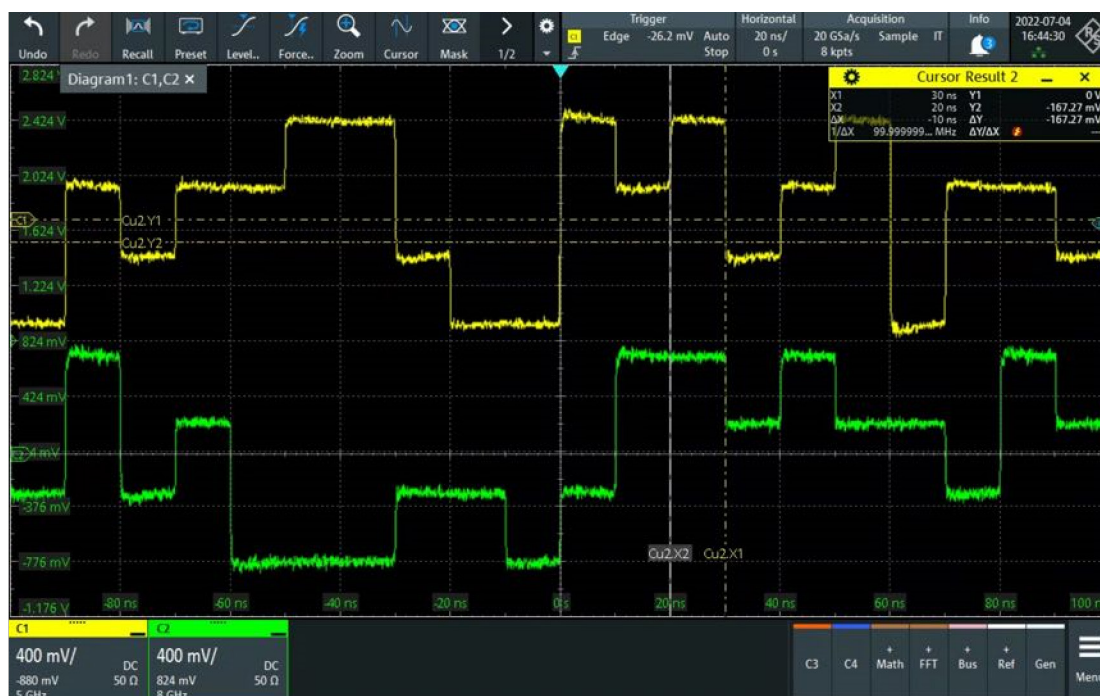 Undo Redo Recall Preset Level.. Force.. Zoom Cursor Mask 1/2
Trigger Horizontal Acquisition Info 2022-07-04
C1 Edge -26.2 mV Auto 20 ns/ 20 GSa/s Sample IT 3 16:44:30
Stop 0 s 8 kpts
Diagram1: C1,C2 ×
Cursor Result 2 ×
X1 30 ns Y1 0 V
X2 20 ns Y2 -167.27 mV
ΔX -10 ns ΔY -167.27 mV
1/ΔX 99.999999... MHz ΔY/ΔX ---
2.824
2.424 V
2.024 V
C1
Cu2.Y1
1.624 V
Cu2.Y2
1.224 V
824 mV
424 mV
C2 mV
-376 mV
-776 mV
Cu2.X2 Cu2.X1
-1.176 V -80 ns -60 ns -40 ns -20 ns 0 s 20 ns 40 ns 60 ns 80 ns 100 n
C1 C2
400 mV/ DC 400 mV/ DC
-880 mV 50 Ω 824 mV 50 Ω
5 GHz 8 GHz
C3 C4 + Math + FFT + Bus + Ref Gen Menu